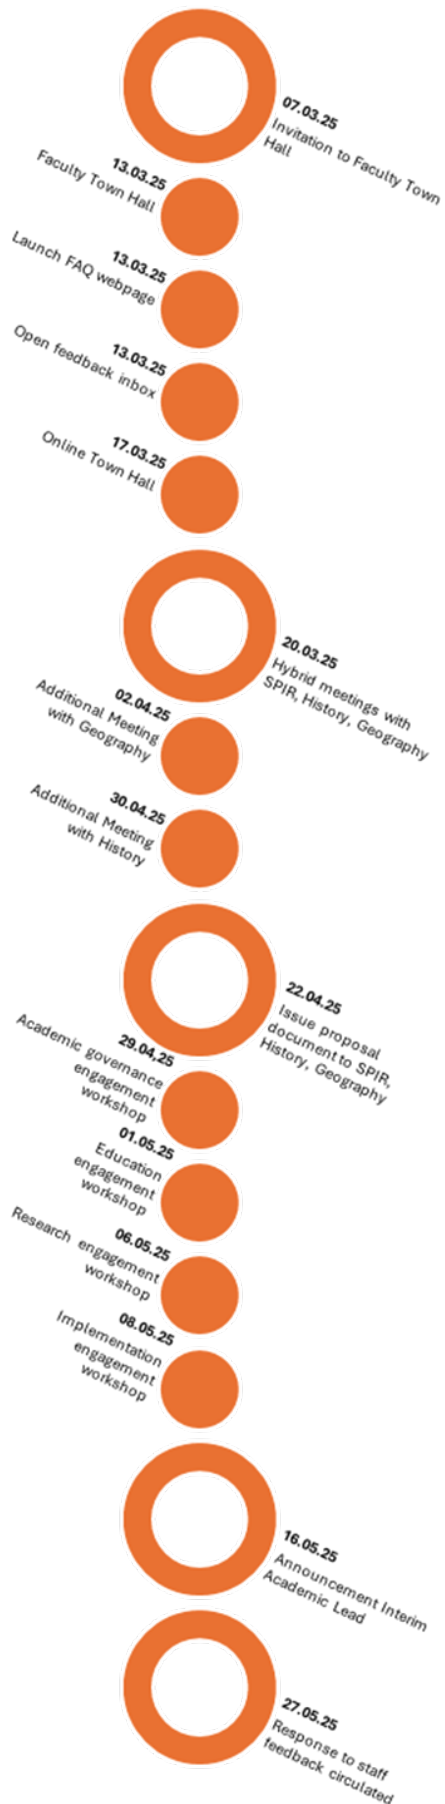 07.03.25
Invitation to Faculty Town
Hall
13.03.25
Faculty Town Hall
13.03.25
Launch FAQ webpage
13.03.25
Open feedback inbox
17.03.25
Online Town Hall
20.03.25
Hybrid meetings with
SPIR, History, Geography
02.04.25
Additional Meeting
with Geography
30.04.25
Additional Meeting
with History
22.04.25
Issue proposal
document to SPIR,
History, Geography
29.04,25
Academic governance
engagement
workshop
01.05.25
Education
engagement
workshop
06.05.25
Research engagement
workshop
08.05.25
Implementation
engagement
workshop
16.05.25
Announcement Interim
Academic Lead
27.05.25
Response to staff
feedback circulated